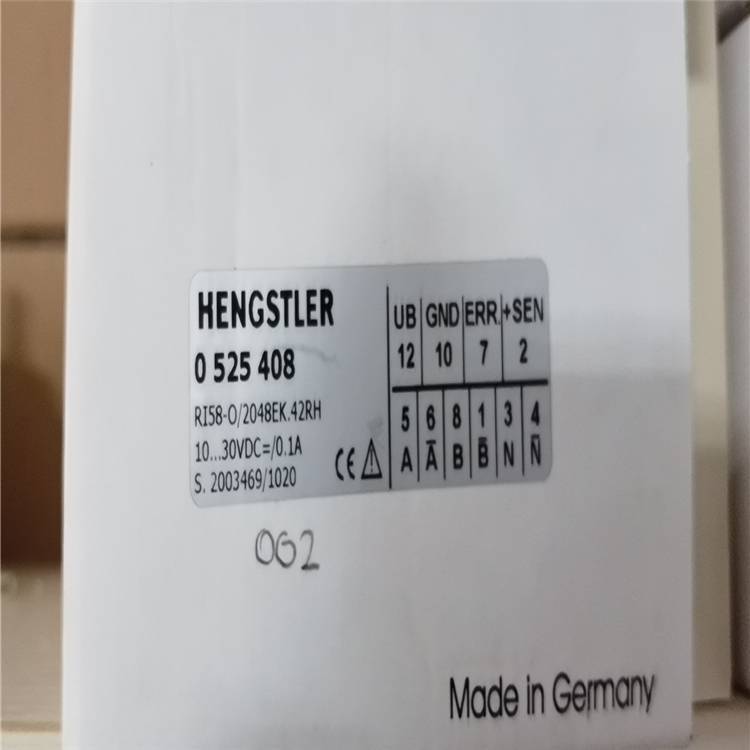 HENGSTLER
0 525 408
RI58-O/2048EK.42RH
10...30VDC=/0.1A
S. 2003469/1020
CE
UB GND ERR. +SEN
12 10 7 2
5 6 8 1 3 4
A A̅ B B̅ N N̅
002
Made in Germany